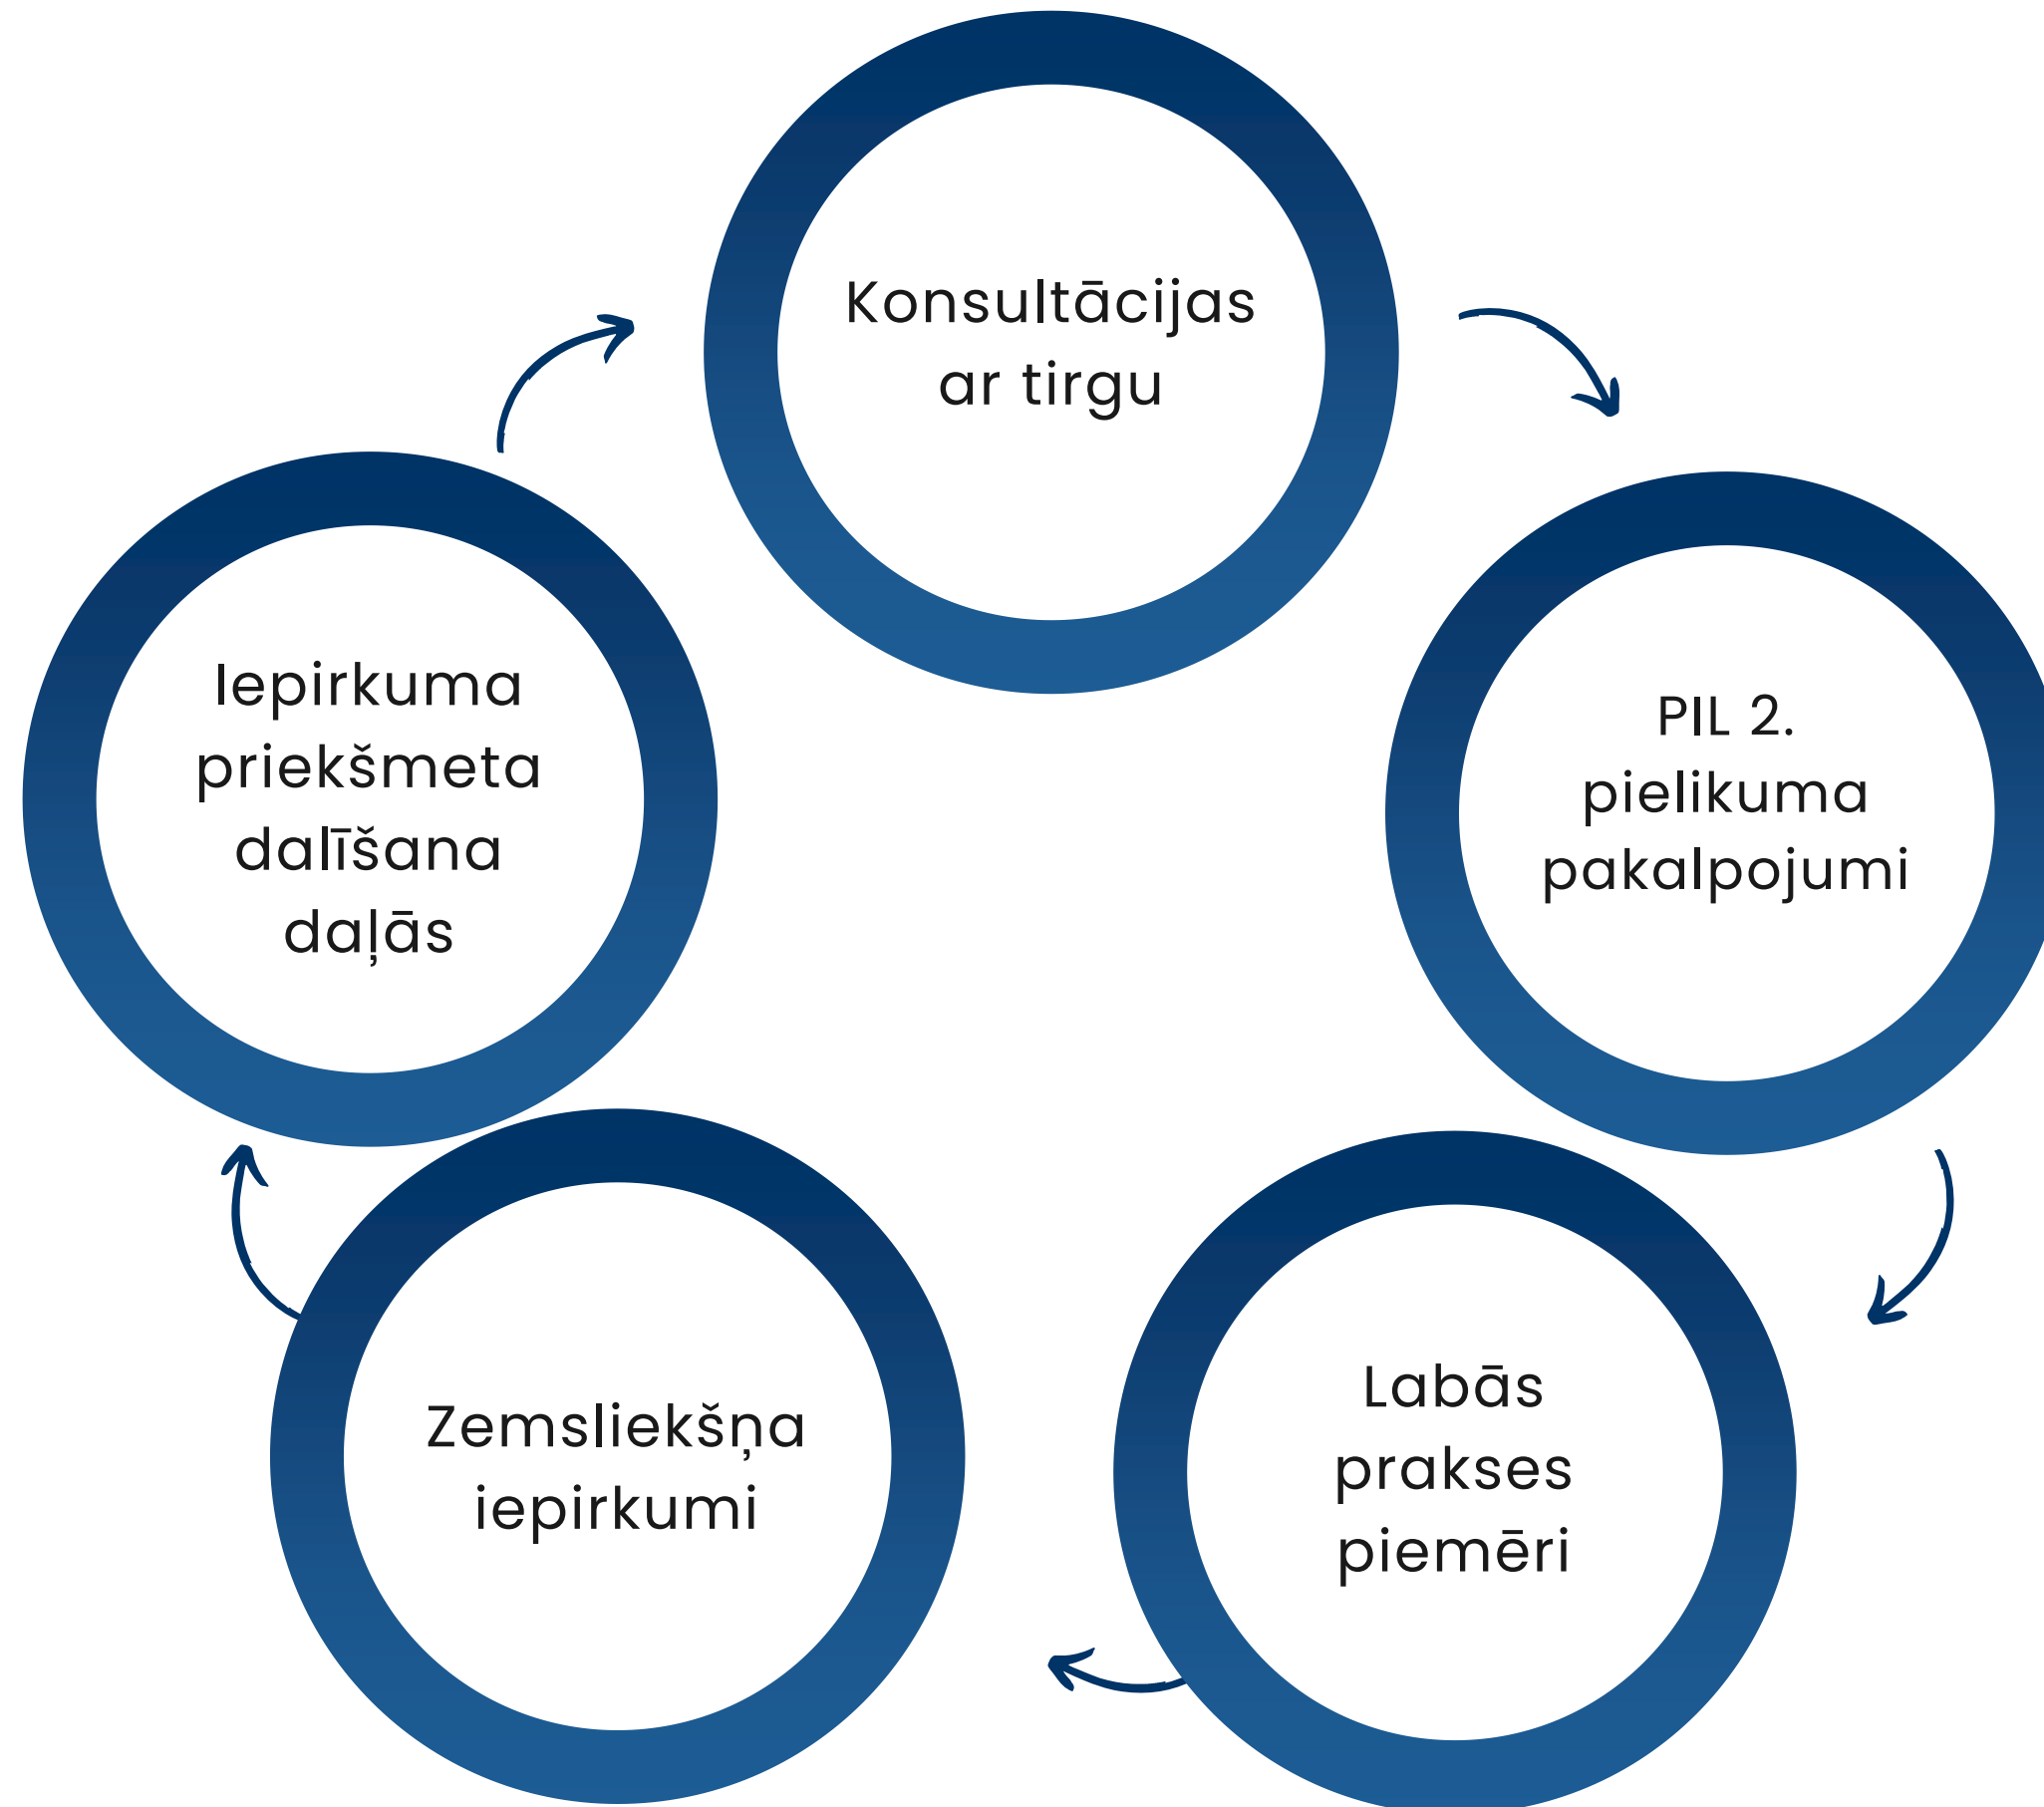 Konsultācijas
ar tirgu
PIL 2.
pielikuma
pakalpojumi
Labās
prakses
piemēri
Zemsliekšņa
iepirkumi
Iepirkuma
priekšmeta
dalīšana
daļās